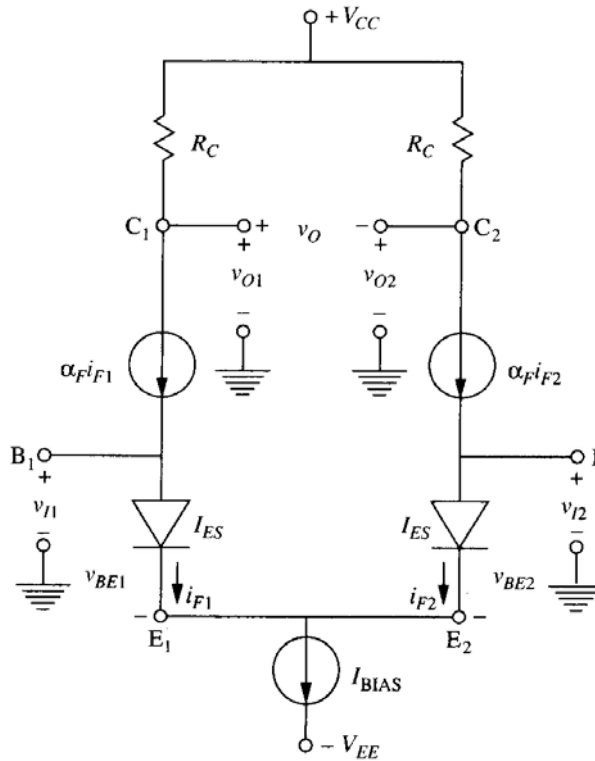 + V_CC
R_C R_C
C₁ + v_O − C₂
+ +
v_O1 v_O2
− −
α_F i_F1 α_F i_F2
B₁
+ +
v_I1 I_ES I_ES v_I2
− −
v_BE1 i_F1 i_F2 v_BE2
− E₁ E₂ −
I_BIAS
− V_EE